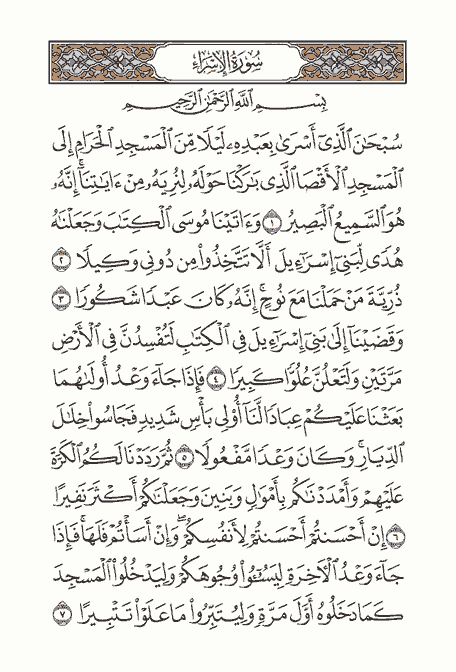 سُورَةُ الإِسْرَاءِ
بِسْمِ ٱللَّهِ ٱلرَّحْمَٰنِ ٱلرَّحِيمِ
سُبْحَٰنَ ٱلَّذِىٓ أَسْرَىٰ بِعَبْدِهِۦ لَيْلًا مِّنَ ٱلْمَسْجِدِ ٱلْحَرَامِ إِلَى
ٱلْمَسْجِدِ ٱلْأَقْصَا ٱلَّذِى بَٰرَكْنَا حَوْلَهُۥ لِنُرِيَهُۥ مِنْ ءَايَٰتِنَآ ۚ إِنَّهُۥ
هُوَ ٱلسَّمِيعُ ٱلْبَصِيرُ ١ وَءَاتَيْنَا مُوسَى ٱلْكِتَٰبَ وَجَعَلْنَٰهُ
هُدًى لِّبَنِىٓ إِسْرَٰٓءِيلَ أَلَّا تَتَّخِذُوا۟ مِن دُونِى وَكِيلًا ٢
ذُرِّيَّةَ مَنْ حَمَلْنَا مَعَ نُوحٍ ۚ إِنَّهُۥ كَانَ عَبْدًا شَكُورًا ٣
وَقَضَيْنَآ إِلَىٰ بَنِىٓ إِسْرَٰٓءِيلَ فِى ٱلْكِتَٰبِ لَتُفْسِدُنَّ فِى ٱلْأَرْضِ
مَرَّتَيْنِ وَلَتَعْلُنَّ عُلُوًّا كَبِيرًا ٤ فَإِذَا جَآءَ وَعْدُ أُولَىٰهُمَا
بَعَثْنَا عَلَيْكُمْ عِبَادًا لَّنَآ أُو۟لِى بَأْسٍ شَدِيدٍ فَجَاسُوا۟ خِلَٰلَ
ٱلدِّيَارِ ۚ وَكَانَ وَعْدًا مَّفْعُولًا ٥ ثُمَّ رَدَدْنَا لَكُمُ ٱلْكَرَّةَ
عَلَيْهِمْ وَأَمْدَدْنَٰكُم بِأَمْوَٰلٍ وَبَنِينَ وَجَعَلْنَٰكُمْ أَكْثَرَ نَفِيرًا
٦ إِنْ أَحْسَنتُمْ أَحْسَنتُمْ لِأَنفُسِكُمْ ۖ وَإِنْ أَسَأْتُمْ فَلَهَا ۚ فَإِذَا
جَآءَ وَعْدُ ٱلْءَاخِرَةِ لِيَسُۥٓـُٔوا۟ وُجُوهَكُمْ وَلِيَدْخُلُوا۟ ٱلْمَسْجِدَ
كَمَا دَخَلُوهُ أَوَّلَ مَرَّةٍ وَلِيُتَبِّرُوا۟ مَا عَلَوْا۟ تَتْبِيرًا ٧